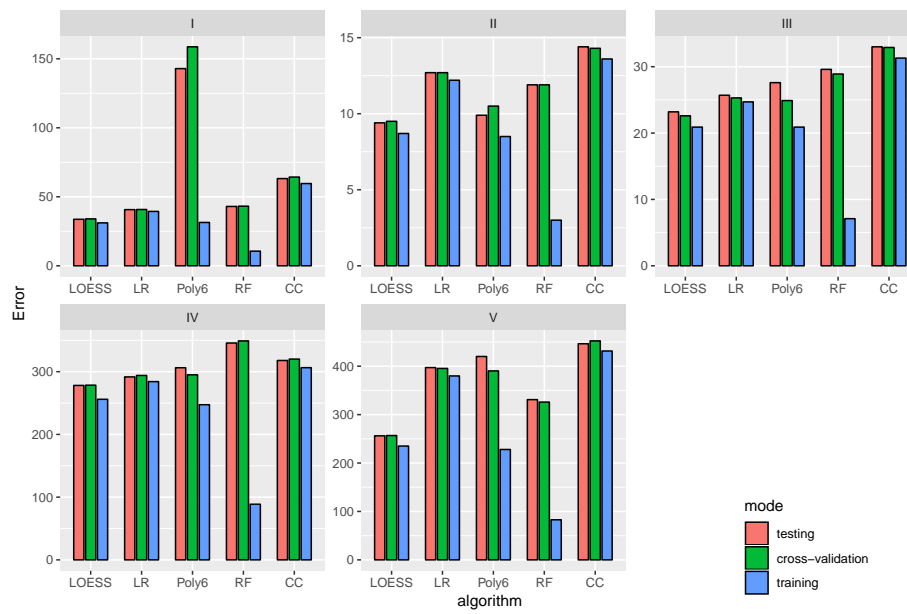 I
II
III
150
100
50
0
LOESS LR Poly6 RF CC
15
10
5
0
LOESS LR Poly6 RF CC
30
20
10
0
LOESS LR Poly6 RF CC
Error
IV
V
300
200
100
0
LOESS LR Poly6 RF CC
400
300
200
100
0
LOESS LR Poly6 RF CC
algorithm
mode
testing
cross−validation
training